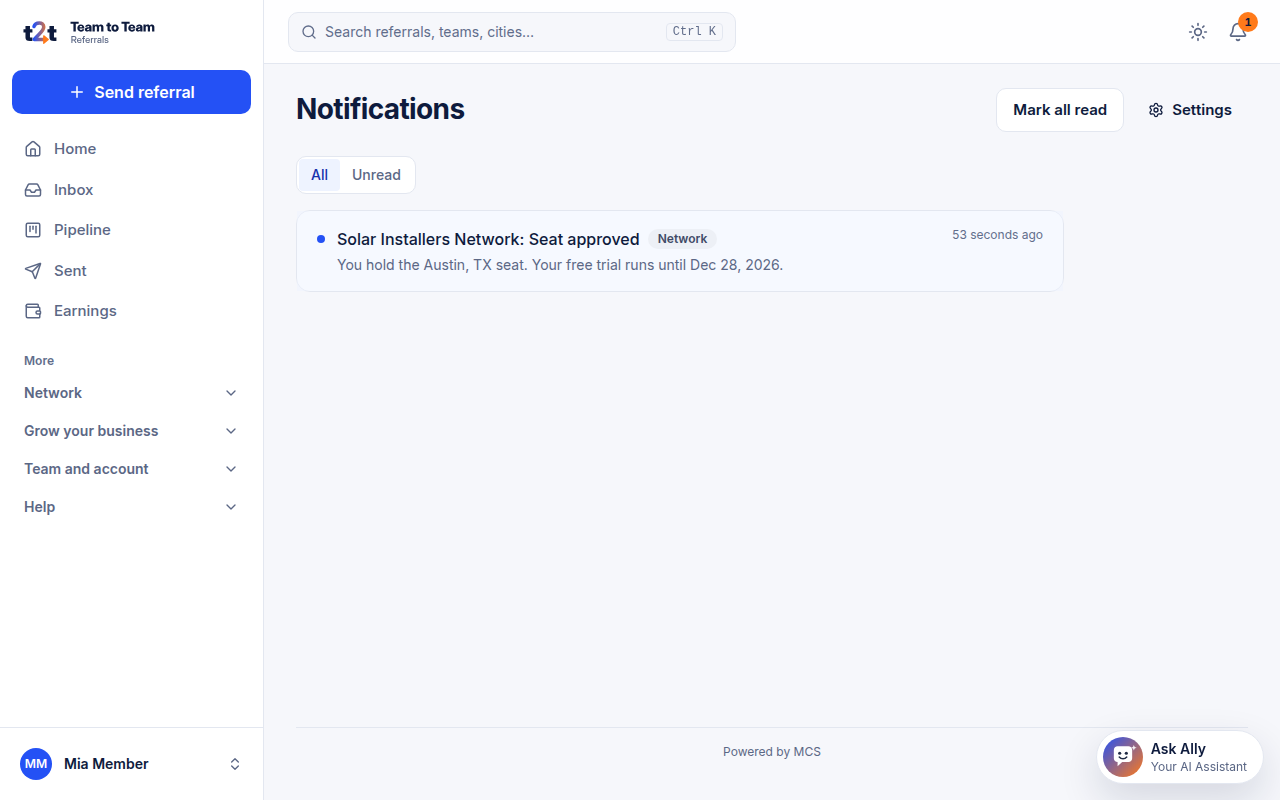 t2t Team to Team
Referrals
Send referral
Home
Inbox
Pipeline
Sent
Earnings
More
Network
Grow your business
Team and account
Help
MM Mia Member
Search referrals, teams, cities... Ctrl K
1
Notifications
Mark all read
Settings
All Unread
Solar Installers Network: Seat approved Network 53 seconds ago
You hold the Austin, TX seat. Your free trial runs until Dec 28, 2026.
Powered by MCS
Ask Ally
Your AI Assistant